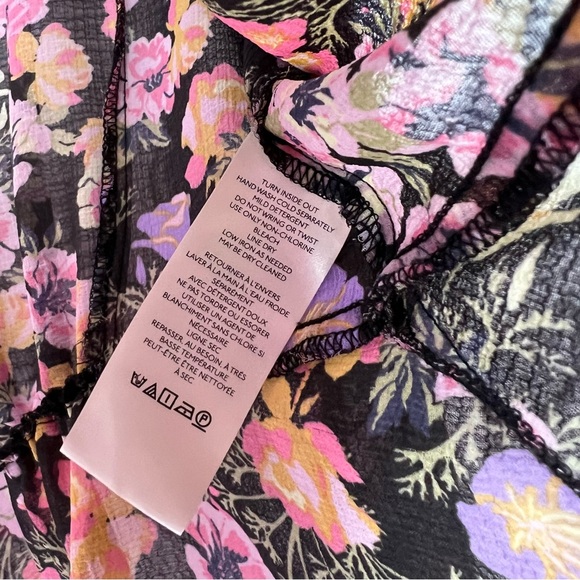 TURN INSIDE OUT
HAND WASH COLD SEPARATELY
MILD DETERGENT
DO NOT WRING OR TWIST
USE ONLY NON-CHLORINE
BLEACH
LINE DRY
LOW IRON AS NEEDED
MAY BE DRY CLEANED
RETOURNER À L'ENVERS
LAVER À LA MAIN À L'EAU FROIDE
SÉPARÉMENT
AVEC DÉTERGENT DOUX
NE PAS TORDRE OU ESSORER
UTILISER UN AGENT DE
BLANCHIMENT SANS CHLORE SI
NÉCESSAIRE
LIGNE SEC
REPASSER AU BESOIN, À TRÈS
BASSE TEMPÉRATURE
PEUT-ÊTRE ÊTRE NETTOYÉE
À SEC